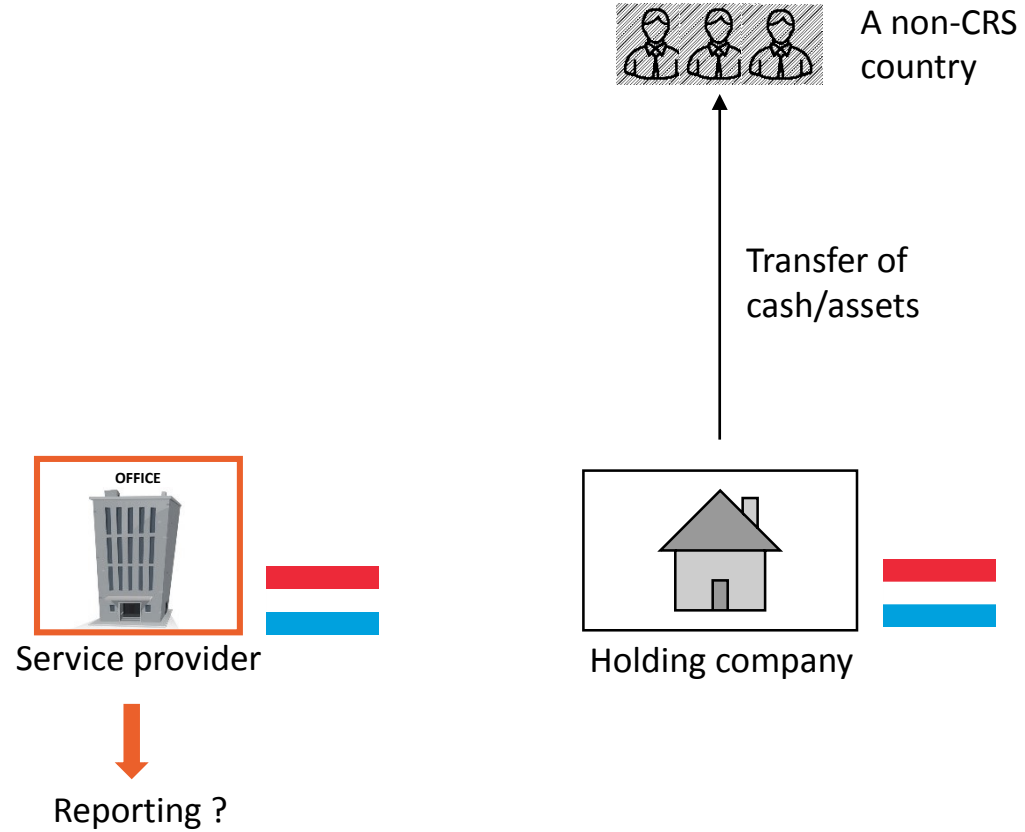 A non-CRS
country
Transfer of
cash/assets
OFFICE
Service provider
Holding company
Reporting ?